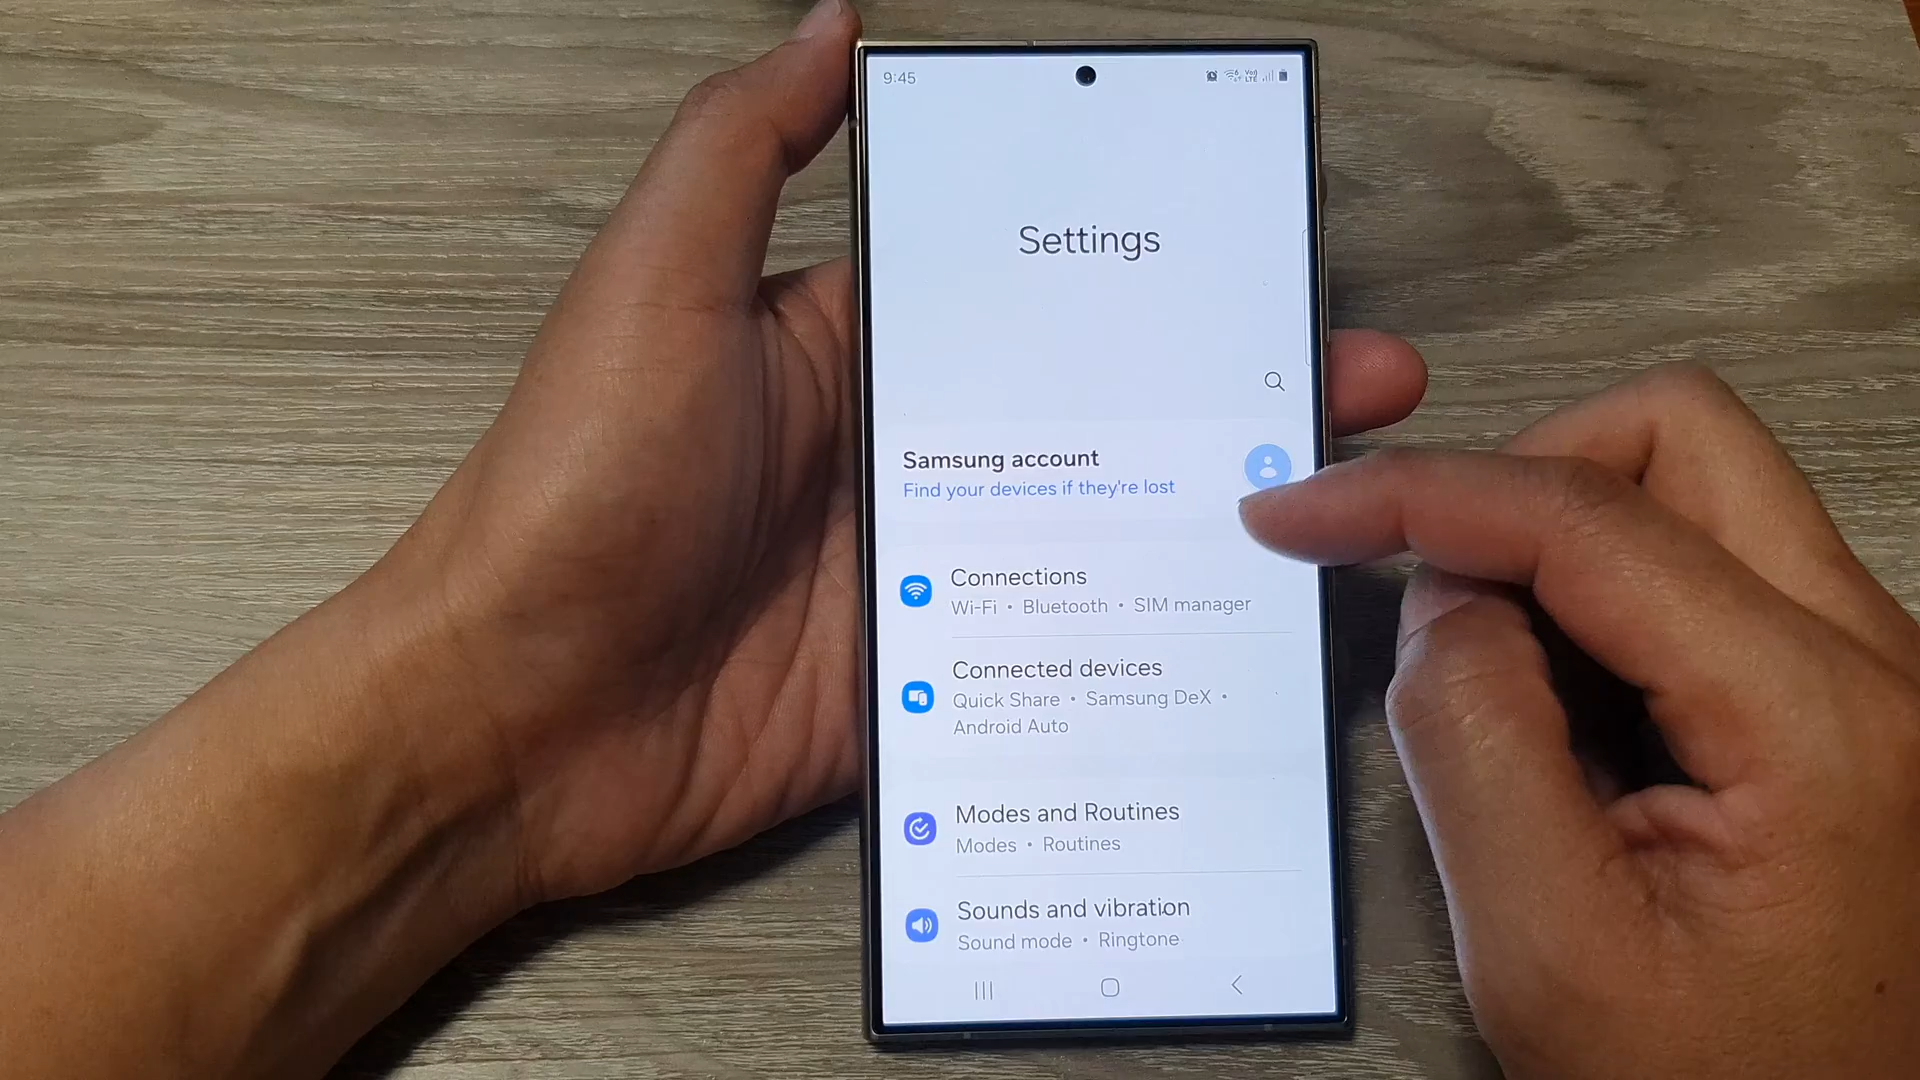 9:45
Settings
Samsung account
Find your devices if they're lost
Connections
Wi-Fi • Bluetooth • SIM manager
Connected devices
Quick Share • Samsung DeX •
Android Auto
Modes and Routines
Modes • Routines
Sounds and vibration
Sound mode • Ringtone